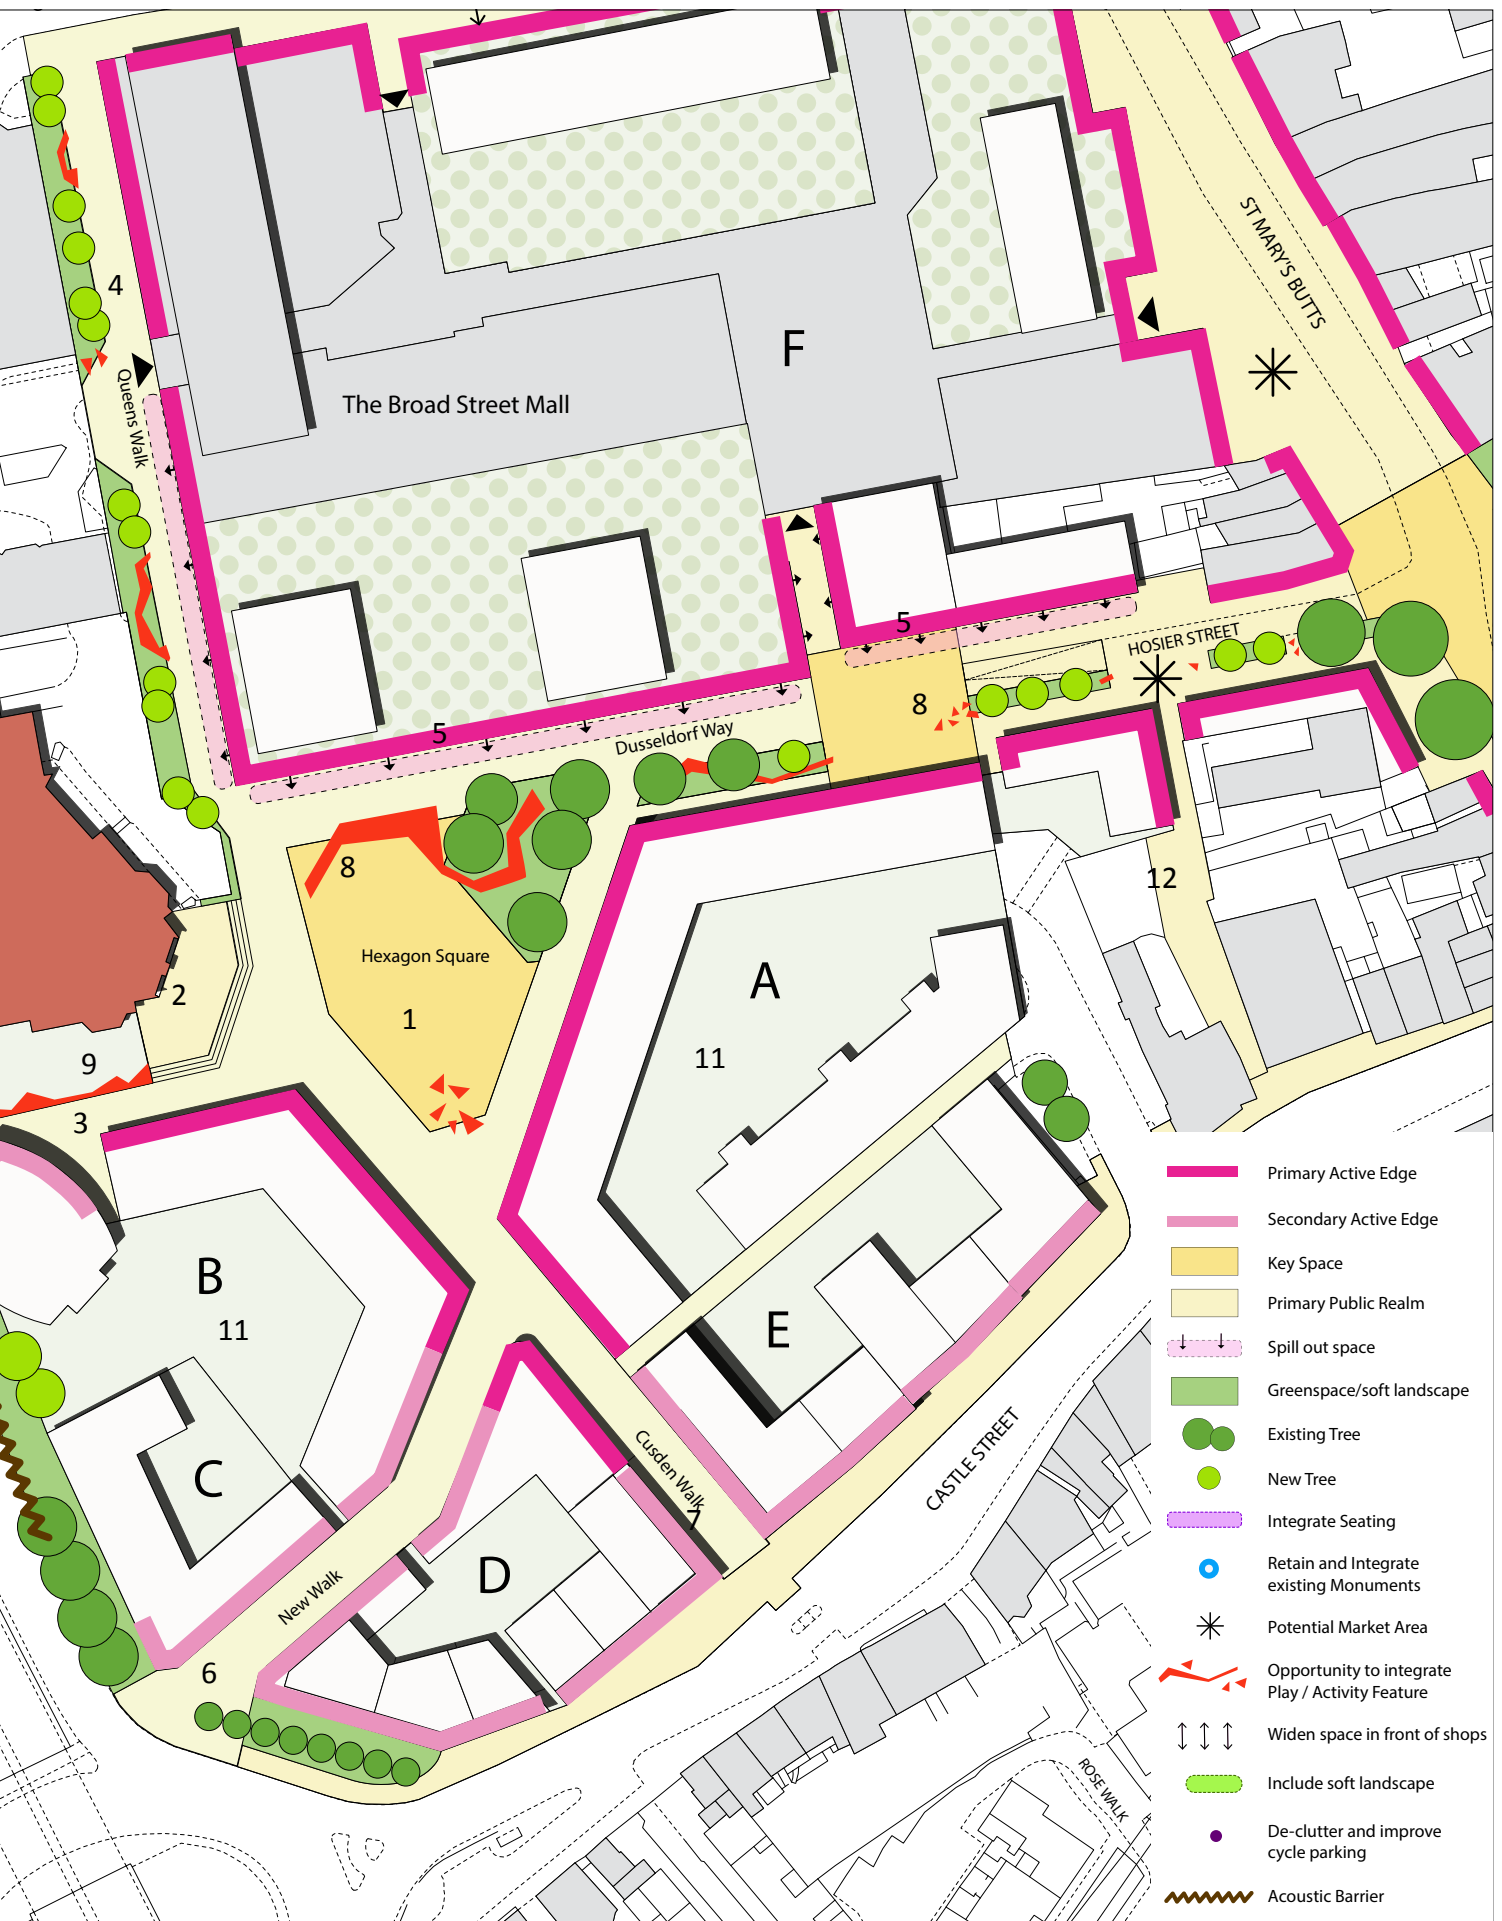 ST MARY'S BUTTS
4
F
Queens Walk
The Broad Street Mall
5
HOSIER STREET
8
5
Dusseldorf Way
8
12
Hexagon Square
A
2
1
11
9
3
B
11
E
C
Cusden Walk
7
CASTLE STREET
D
New Walk
6
ROSE WALK
Primary Active Edge
Secondary Active Edge
Key Space
Primary Public Realm
Spill out space
Greenspace/soft landscape
Existing Tree
New Tree
Integrate Seating
Retain and Integrate
existing Monuments
Potential Market Area
Opportunity to integrate
Play / Activity Feature
Widen space in front of shops
Include soft landscape
De-clutter and improve
cycle parking
Acoustic Barrier